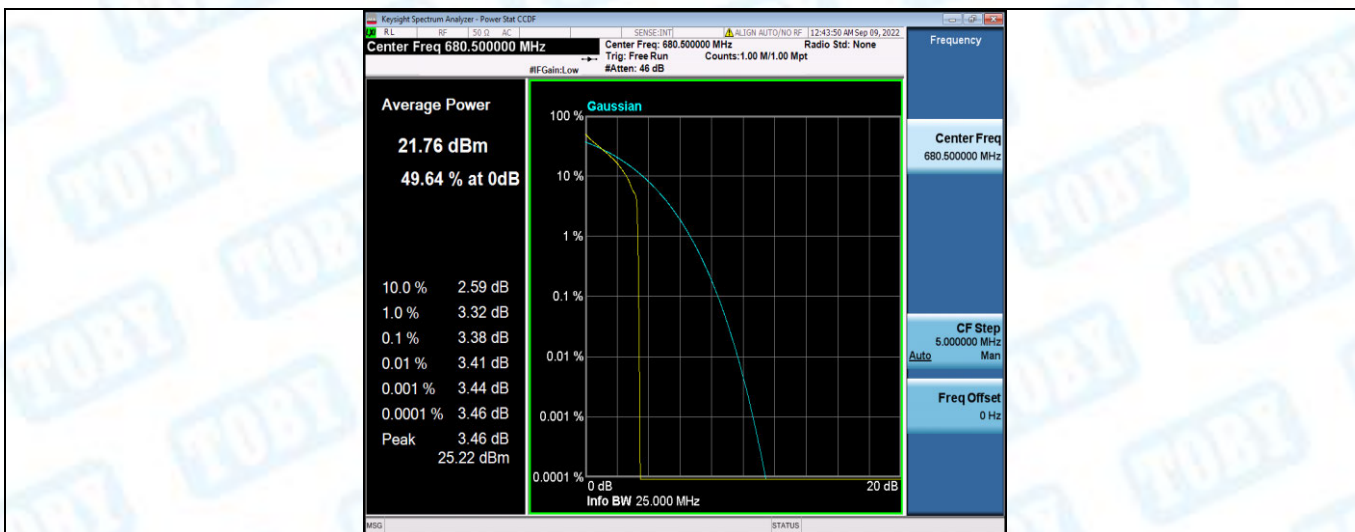 Keysight Spectrum Analyzer - Power Stat CCDF
RL RF 50 Ω AC SENSE:INT ALIGN AUTO/NO RF 12:43:50 AM Sep 09, 2022
Center Freq 680.500000 MHz
Center Freq: 680.500000 MHz Radio Std: None
Trig: Free Run Counts:1.00 M/1.00 Mpt
#IFGain:Low #Atten: 46 dB
Average Power
21.76 dBm
49.64 % at 0dB
10.0 % 2.59 dB
1.0 % 3.32 dB
0.1 % 3.38 dB
0.01 % 3.41 dB
0.001 % 3.44 dB
0.0001 % 3.46 dB
Peak 3.46 dB
25.22 dBm
Gaussian
100 %
10 %
1 %
0.1 %
0.01 %
0.001 %
0.0001 %
0 dB 20 dB
Info BW 25.000 MHz
Frequency
Center Freq
680.500000 MHz
CF Step
5.000000 MHz
Auto Man
Freq Offset
0 Hz
MSG STATUS
TOBY
TOBY
TOBY
TOBY
TOBY
TOBY